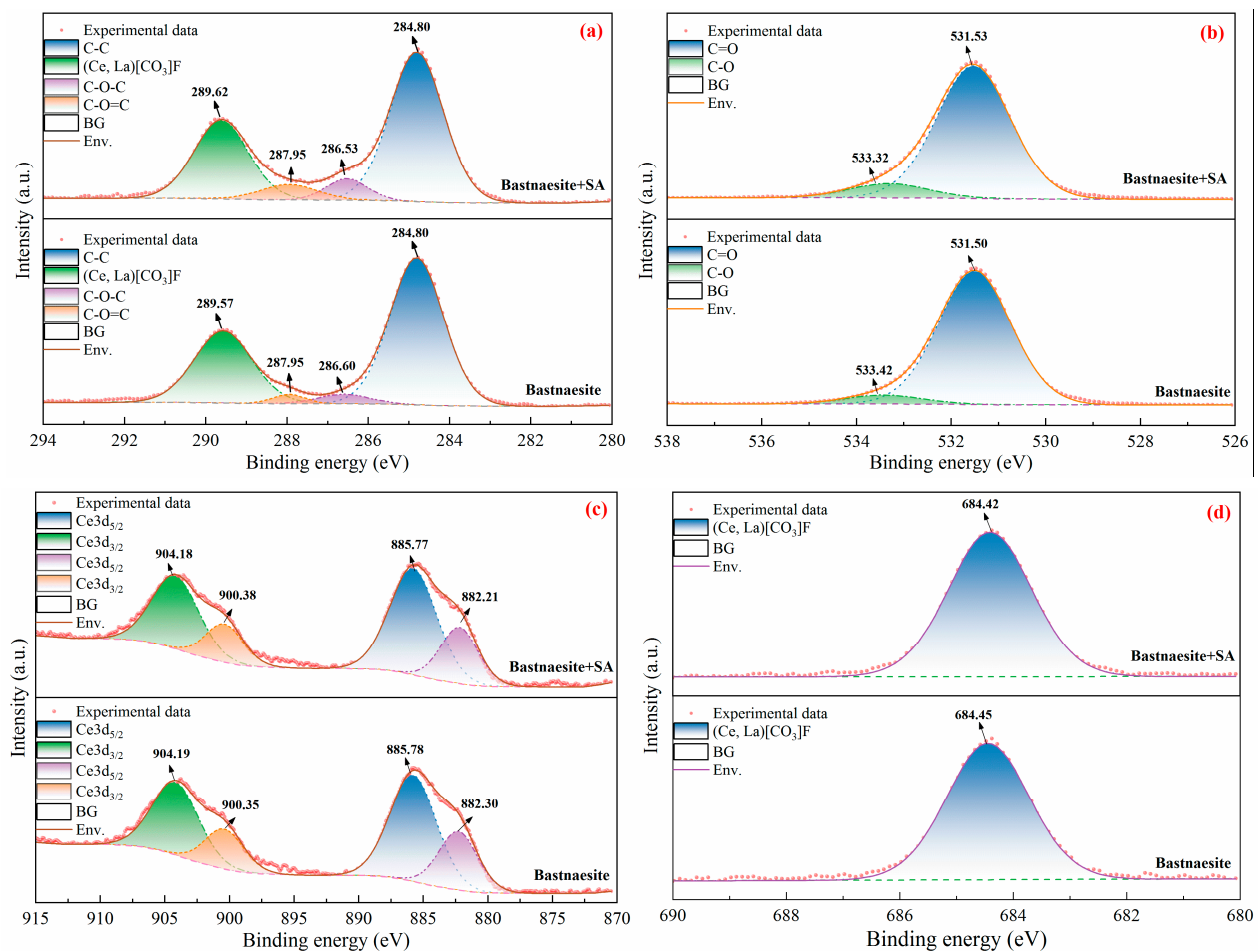 (a)
Experimental data
C-C
(Ce, La)[CO₃]F
C-O-C
C-O=C
BG
Env.
289.62
287.95
286.53
284.80
Bastnaesite+SA
Experimental data
C-C
(Ce, La)[CO₃]F
C-O-C
C-O=C
BG
Env.
289.57
287.95
286.60
284.80
Bastnaesite
Intensity (a.u.)
294 292 290 288 286 284 282 280
Binding energy (eV)
(b)
Experimental data
C=O
C-O
BG
Env.
533.32
531.53
Bastnaesite+SA
Experimental data
C=O
C-O
BG
Env.
533.42
531.50
Bastnaesite
Intensity (a.u.)
538 536 534 532 530 528 526
Binding energy (eV)
(c)
Experimental data
Ce3d₅/₂
Ce3d₃/₂
Ce3d₅/₂
Ce3d₃/₂
BG
Env.
904.18
900.38
885.77
882.21
Bastnaesite+SA
Experimental data
Ce3d₅/₂
Ce3d₃/₂
Ce3d₅/₂
Ce3d₃/₂
BG
Env.
904.19
900.35
885.78
882.30
Bastnaesite
Intensity (a.u.)
915 910 905 900 895 890 885 880 875 870
Binding energy (eV)
(d)
Experimental data
(Ce, La)[CO₃]F
BG
Env.
684.42
Bastnaesite+SA
Experimental data
(Ce, La)[CO₃]F
BG
Env.
684.45
Bastnaesite
Intensity (a.u.)
690 688 686 684 682 680
Binding energy (eV)